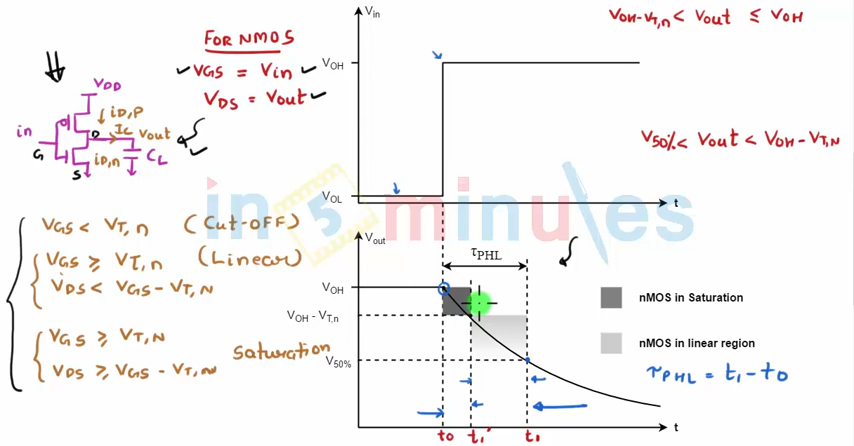 FOR NMOS
VGS = Vin
VDS = Vout
VDD
iD,P
in
D
Ic
Vout
G
iD,n
S
CL
VGS < VT,n (Cut-OFF)
VGS ≥ VT,n (Linear)
VDS < VGS - VT,N
VGS ≥ VT,N
VDS ≥ VGS - VT,N
Saturation
Vin
VOH
VOL
t
VOH-VT,n < Vout ≤ VOH
V50% < Vout < VOH - VT,N
in 5 minutes
Vout
τPHL
VOH
VOH - VT,n
V50%
t
t0
t1'
t1
nMOS in Saturation
nMOS in linear region
τPHL = t1 - t0